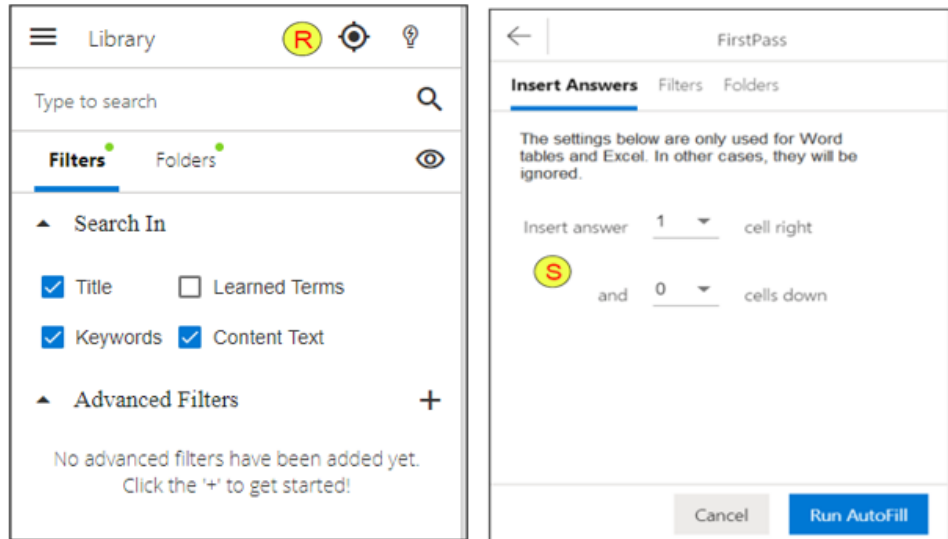 Library
R
Type to search
Filters Folders
Search In
Title Learned Terms
Keywords Content Text
Advanced Filters
No advanced filters have been added yet.
Click the '+' to get started!
FirstPass
Insert Answers Filters Folders
The settings below are only used for Word
tables and Excel. In other cases, they will be
ignored.
Insert answer 1 cell right
S
and 0 cells down
Cancel Run AutoFill